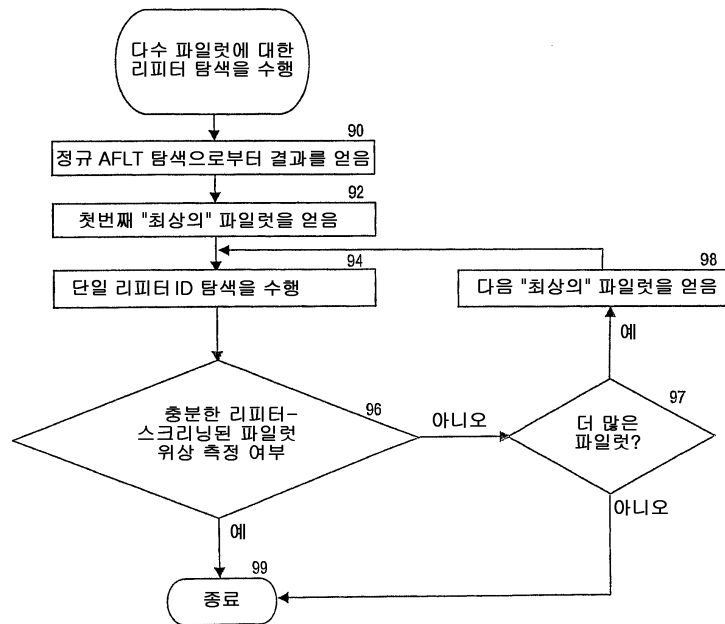 다수 파일럿에 대한
리피터 탐색을 수행
90
정규 AFLT 탐색으로부터 결과를 얻음
92
첫번째 "최상의" 파일럿을 얻음
94
단일 리피터 ID 탐색을 수행
98
다음 "최상의" 파일럿을 얻음
예
96
충분한 리피터-
스크리닝된 파일럿
위상 측정 여부
아니오
97
더 많은
파일럿?
아니오
예
99
종료